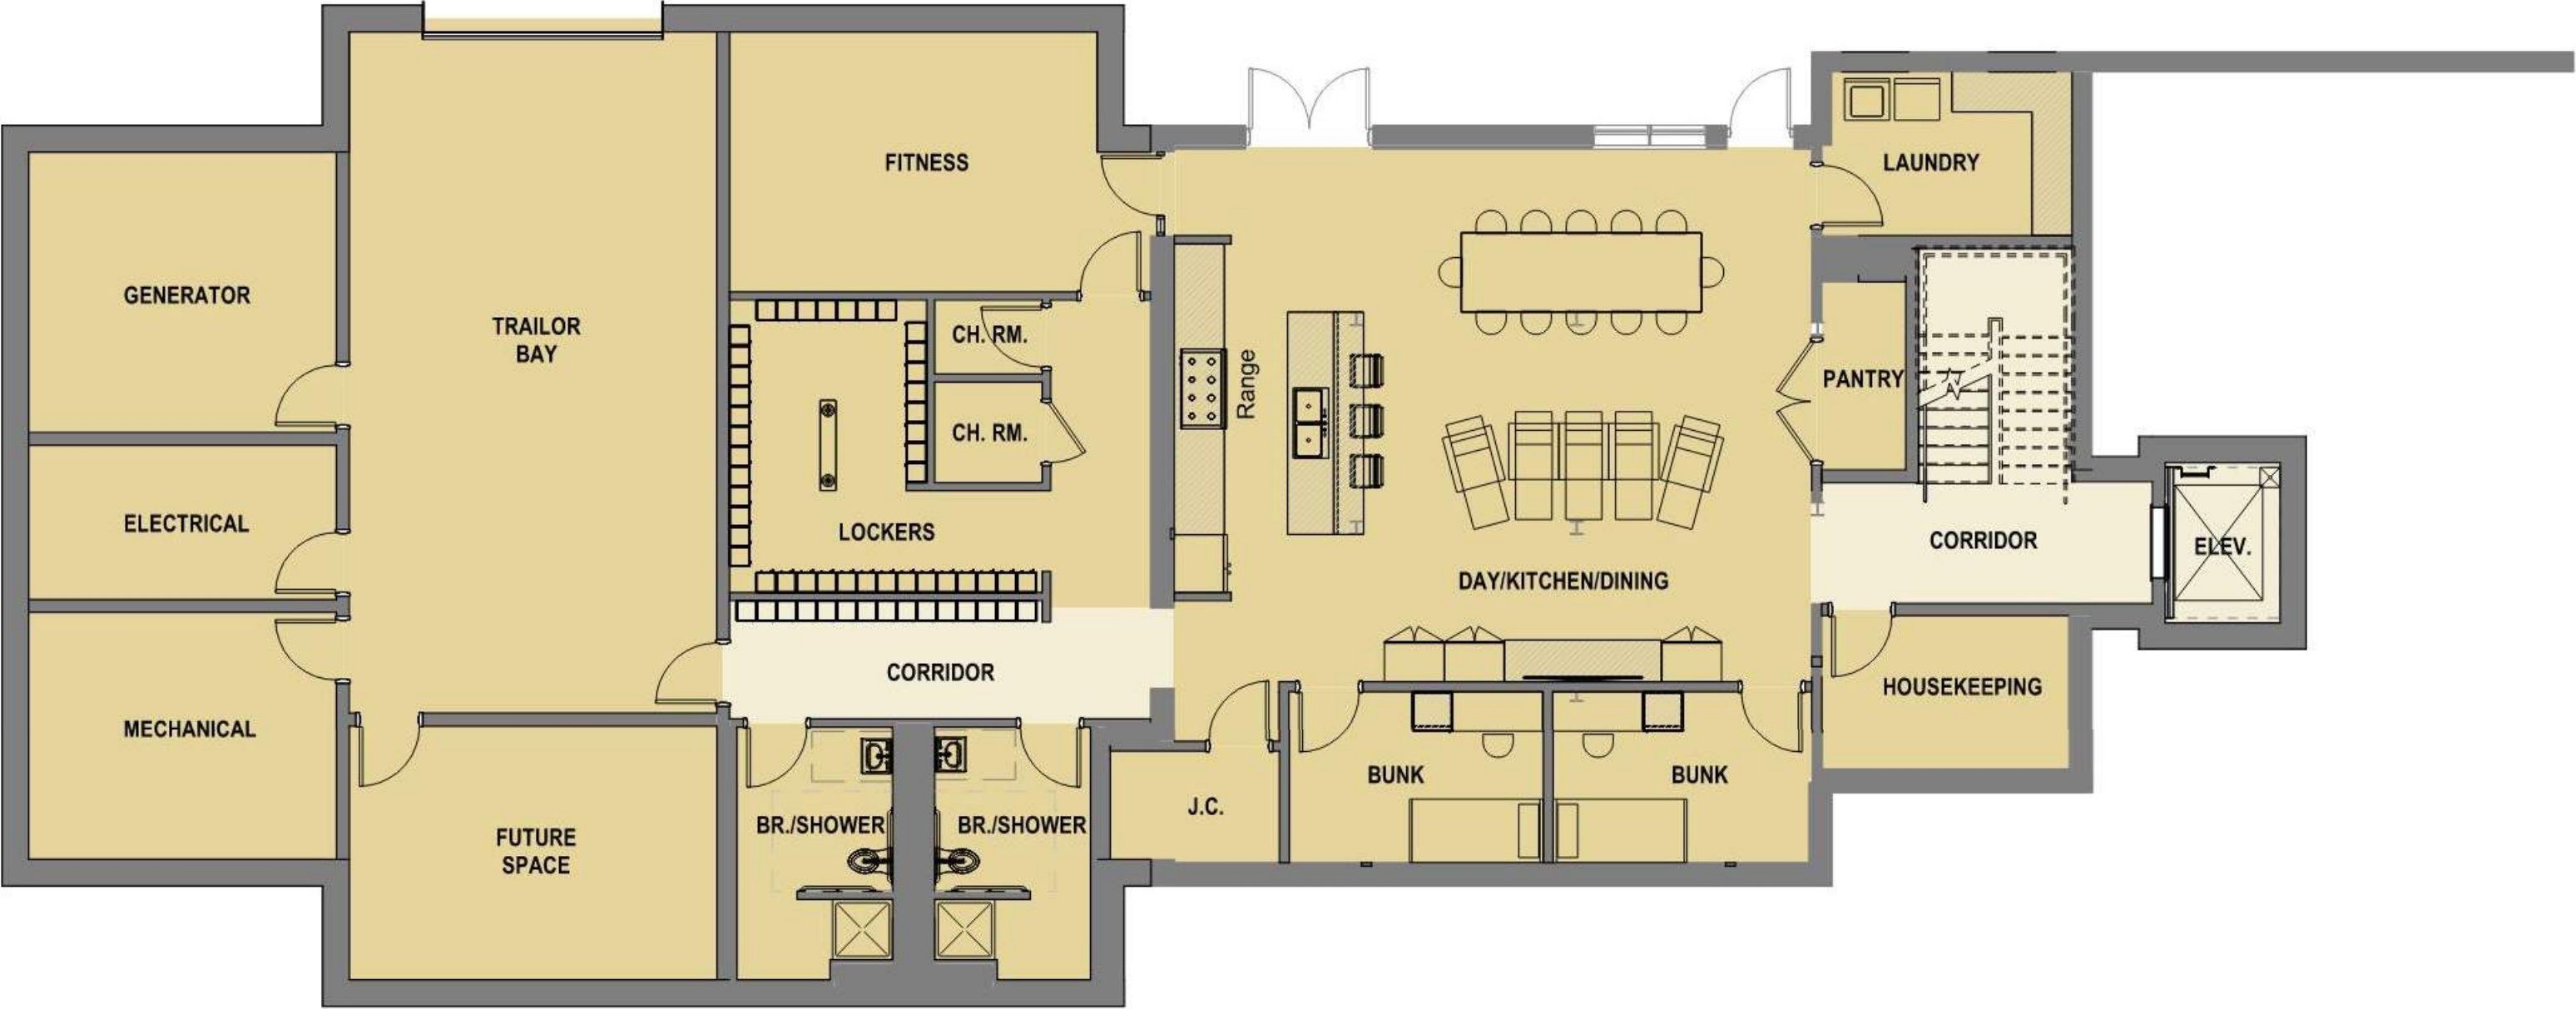 FITNESS
LAUNDRY
GENERATOR
TRAILOR
BAY
CH. RM.
CH. RM.
Range
PANTRY
ELECTRICAL
LOCKERS
CORRIDOR
ELEV.
DAY/KITCHEN/DINING
CORRIDOR
HOUSEKEEPING
MECHANICAL
BUNK
BUNK
J.C.
BR./SHOWER
BR./SHOWER
FUTURE
SPACE